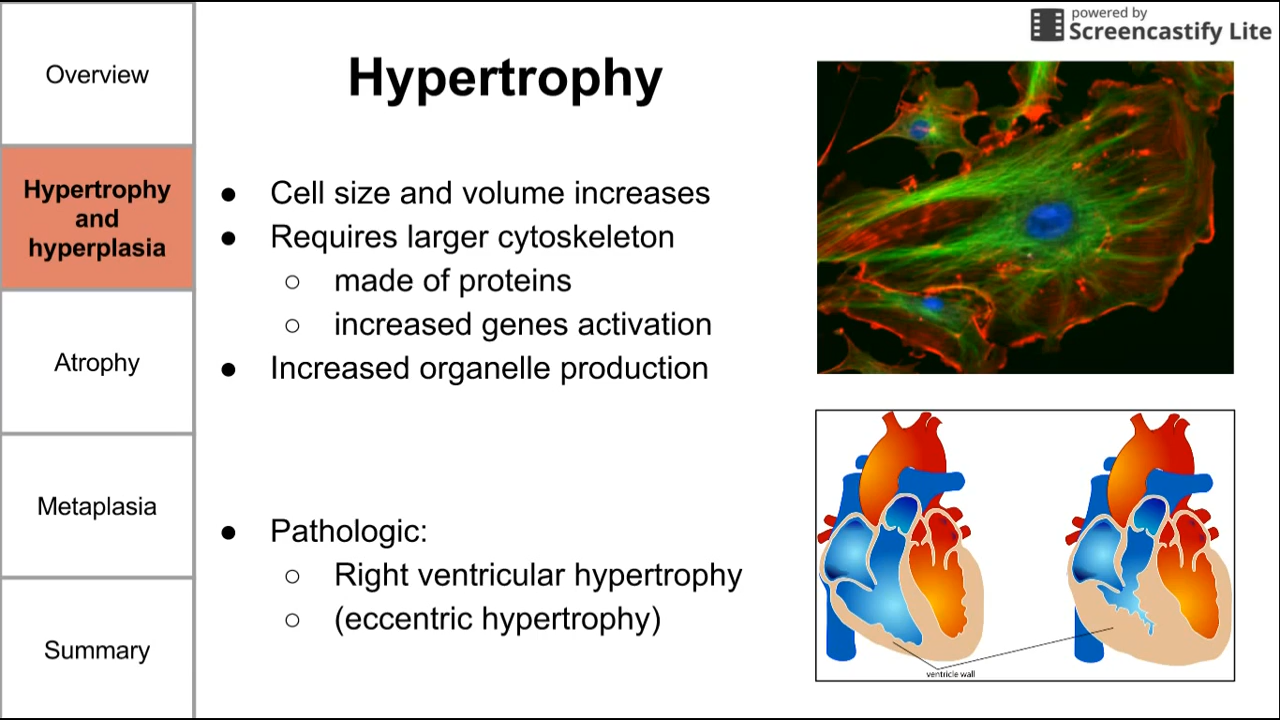 powered by
Screencastify Lite
Overview
Hypertrophy
and
hyperplasia
Atrophy
Metaplasia
Summary
Hypertrophy
● Cell size and volume increases
● Requires larger cytoskeleton
○ made of proteins
○ increased genes activation
● Increased organelle production
● Pathologic:
○ Right ventricular hypertrophy
○ (eccentric hypertrophy)
ventricle wall